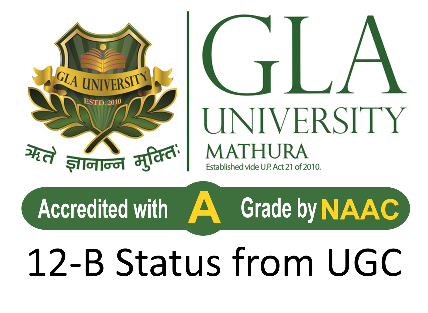 GLA UNIVERSITY
ESTD. 2010
ऋते ज्ञानान्न मुक्तिः
GLA
UNIVERSITY
MATHURA
Established vide U.P. Act 21 of 2010.
Accredited with A Grade by NAAC
12-B Status from UGC